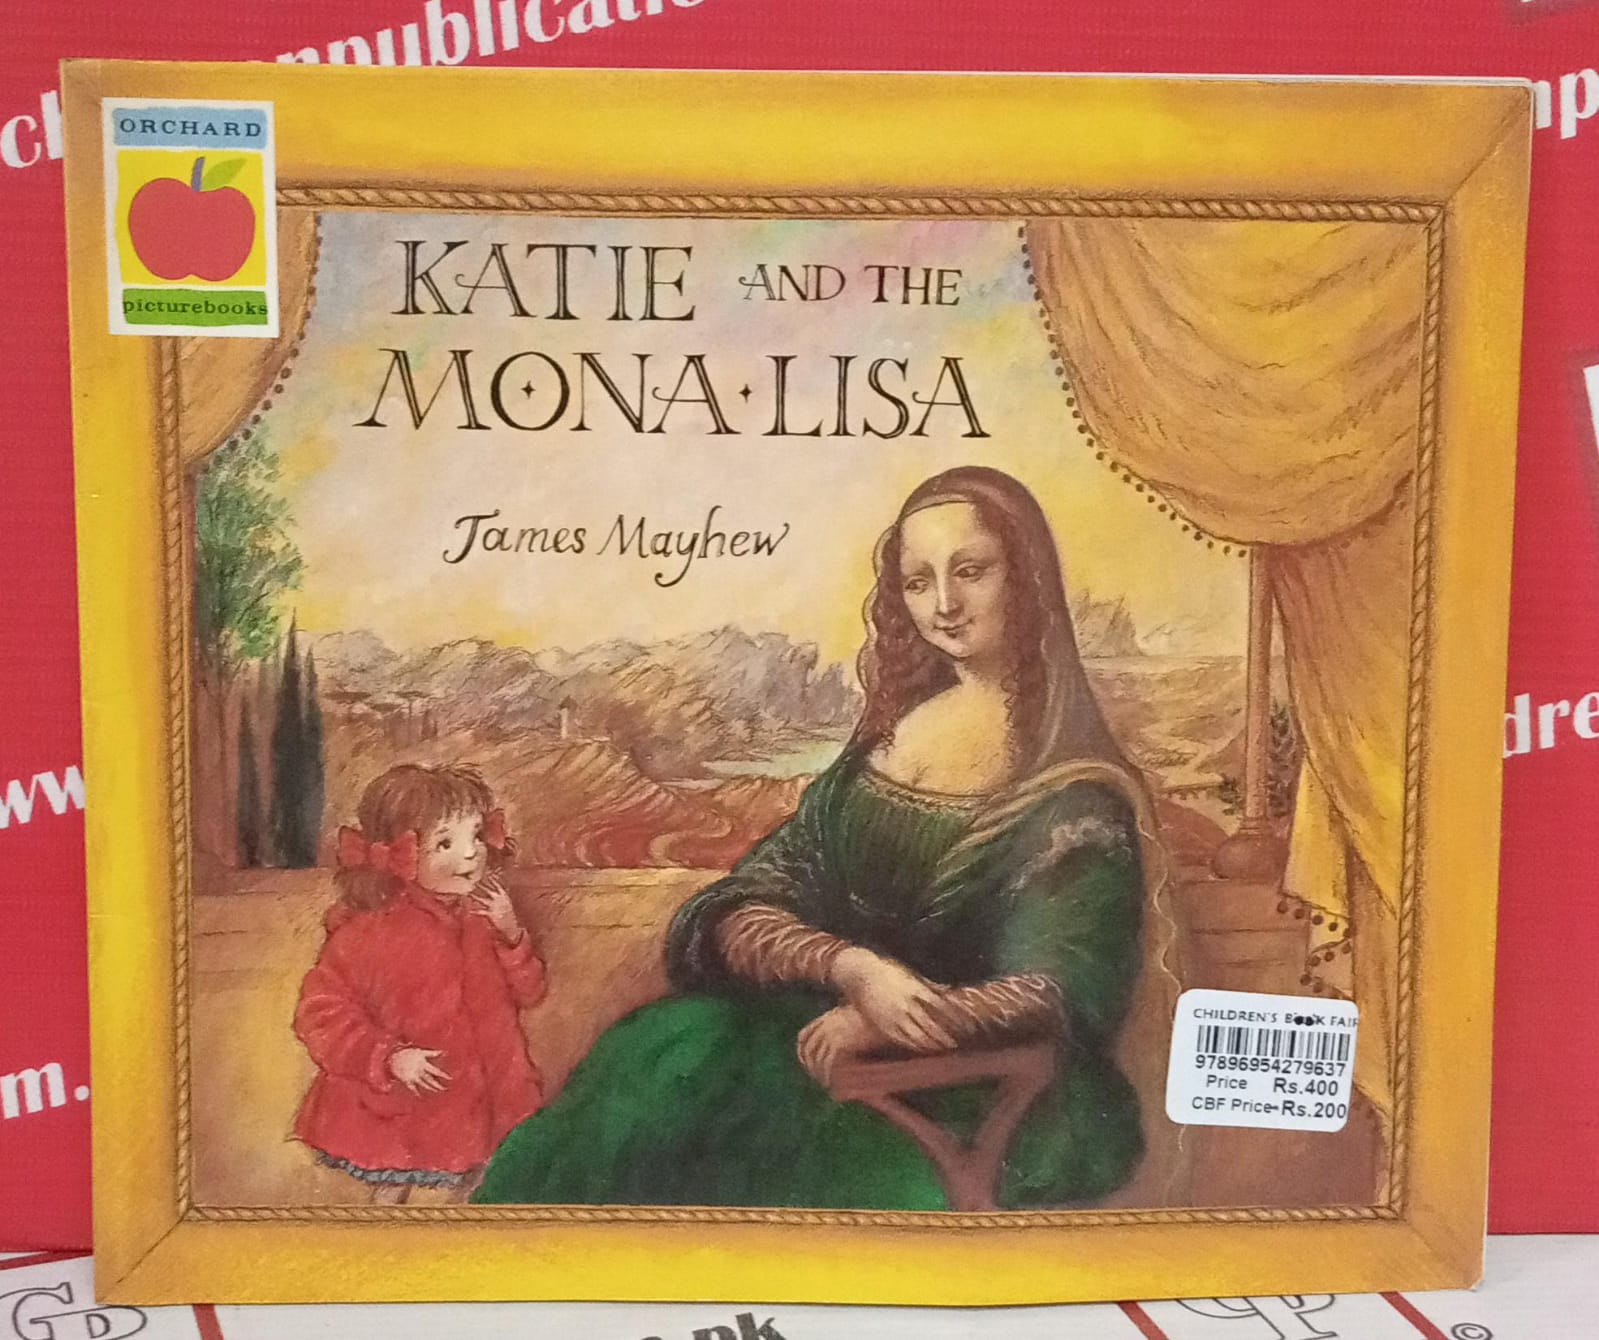 ORCHARD
picturebooks
KATIE AND THE
MONA·LISA
James Mayhew
CHILDREN'S BOOK FAIR
97896954279637
Price Rs.400
CBF Price-Rs.200